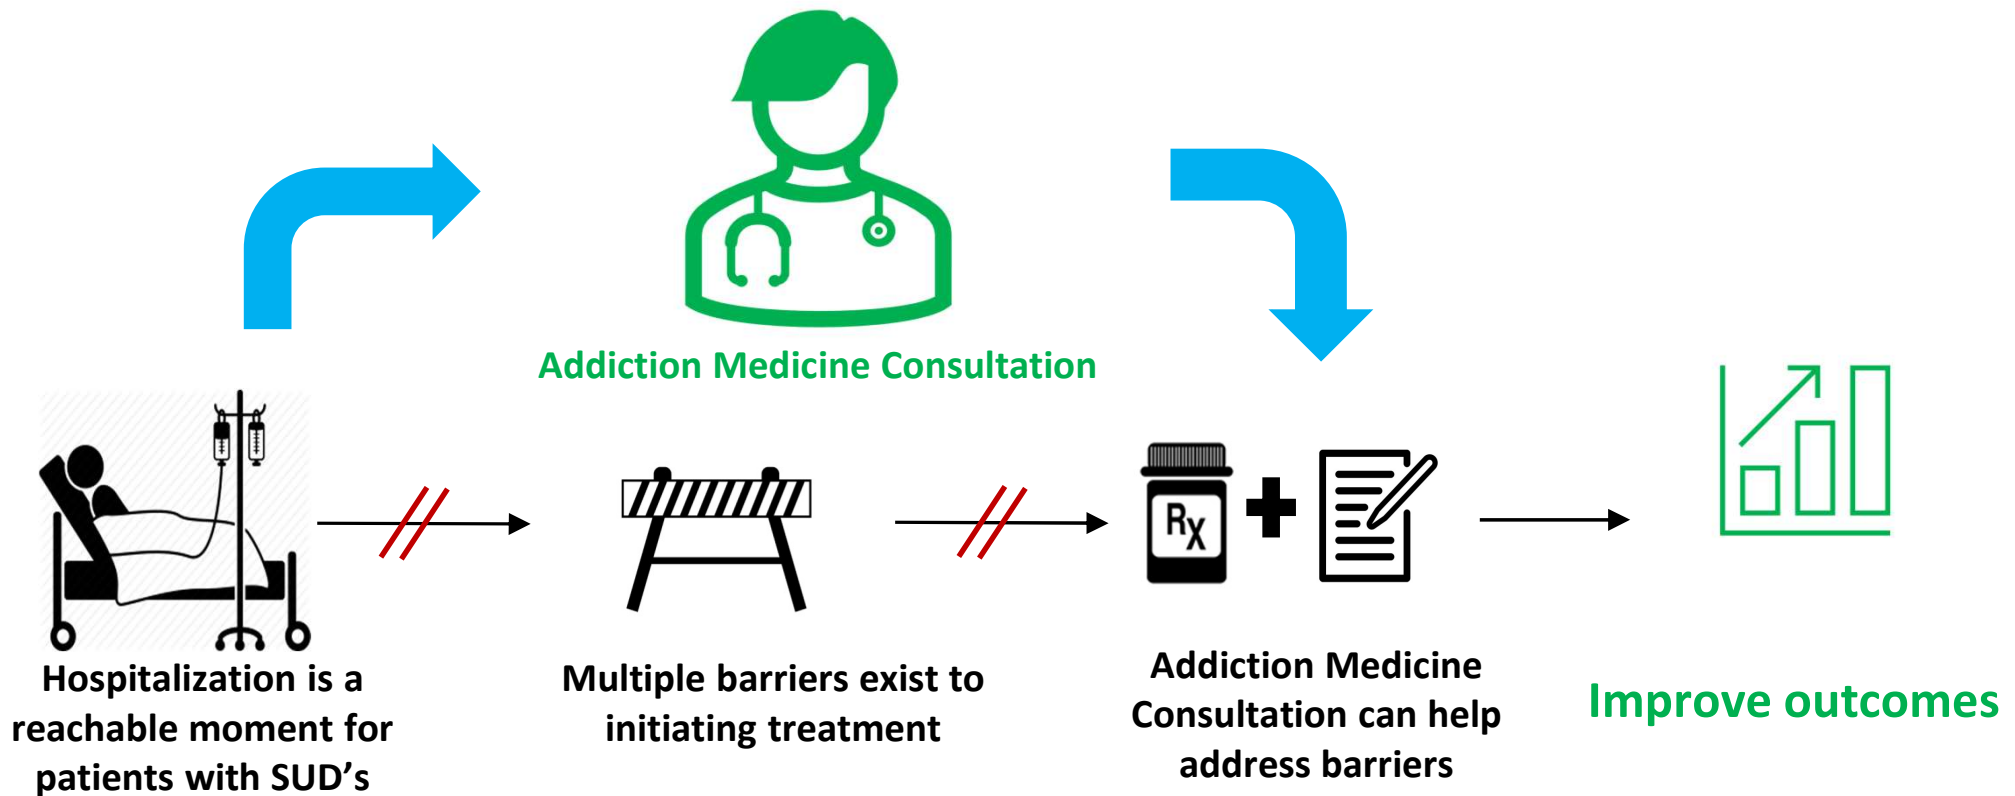 Addiction Medicine Consultation
Rx
Hospitalization is a
reachable moment for
patients with SUD's
Multiple barriers exist to
initiating treatment
Addiction Medicine
Consultation can help
address barriers
Improve outcomes